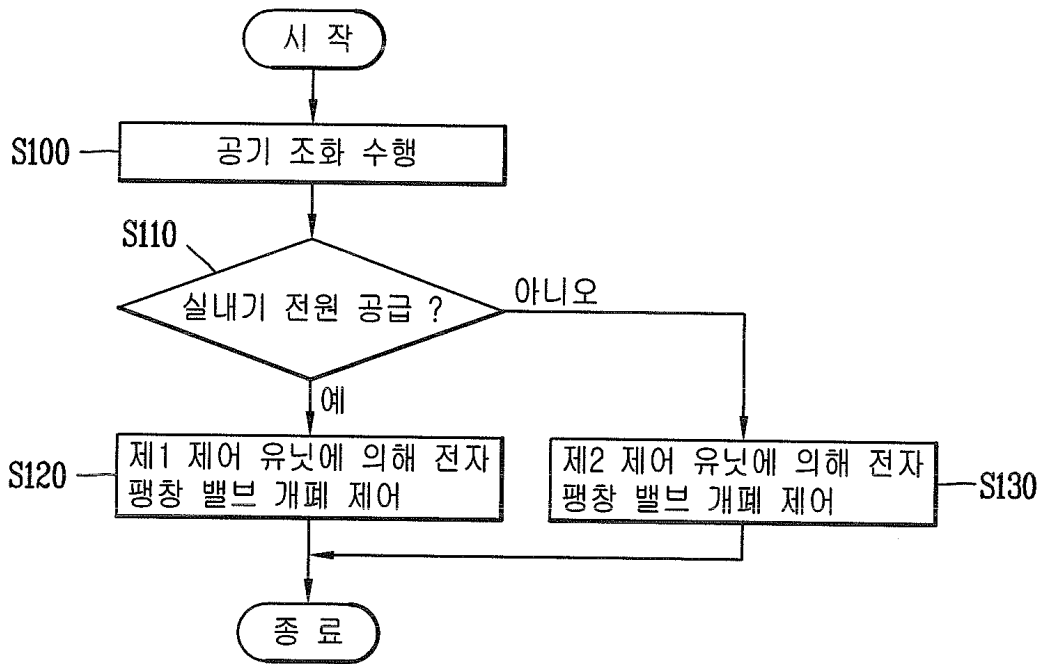 시 작
S100
공기 조화 수행
S110
실내기 전원 공급 ?
아니오
예
S120
제1 제어 유닛에 의해 전자
팽창 밸브 개폐 제어
제2 제어 유닛에 의해 전자
팽창 밸브 개폐 제어
S130
종 료